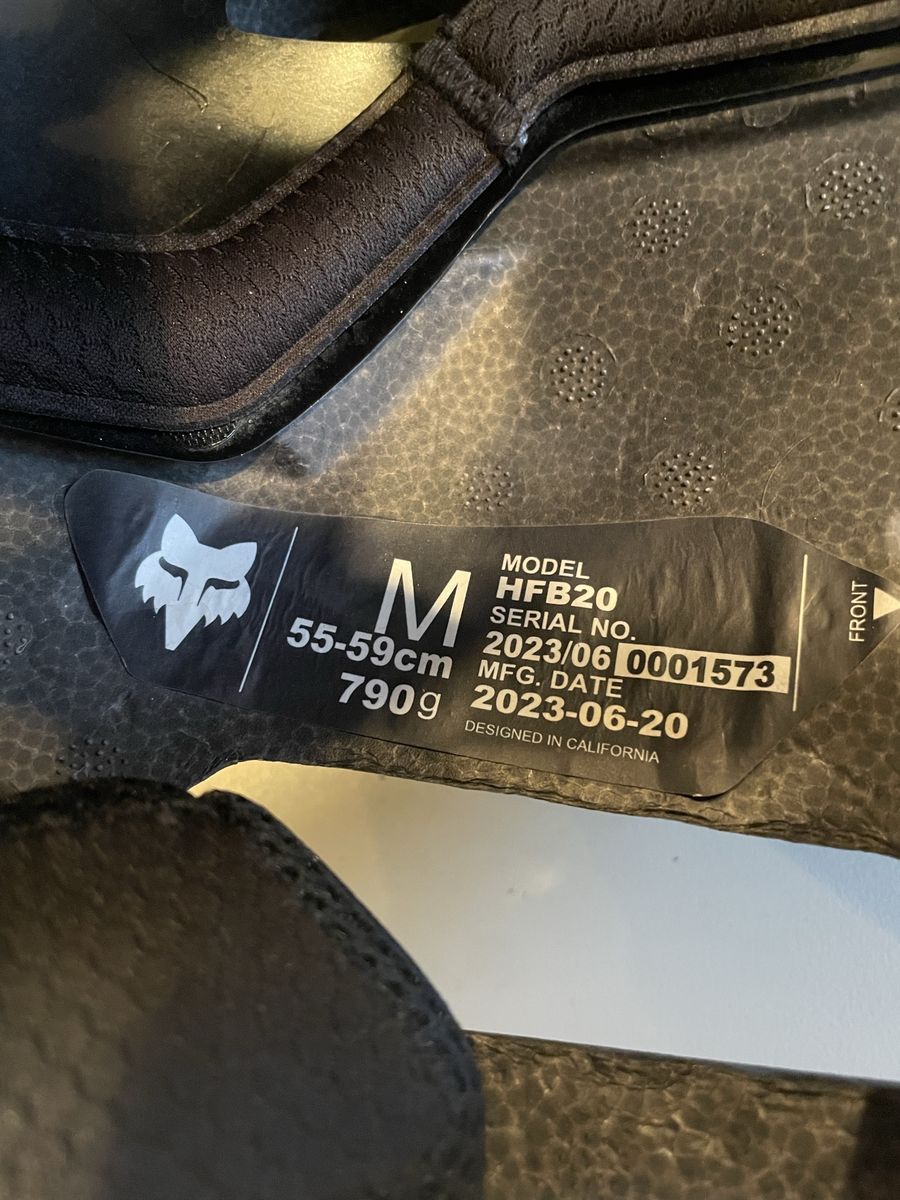 M
55-59cm
790g
MODEL
HFB20
SERIAL NO.
2023/06 0001573
MFG. DATE
2023-06-20
DESIGNED IN CALIFORNIA
FRONT